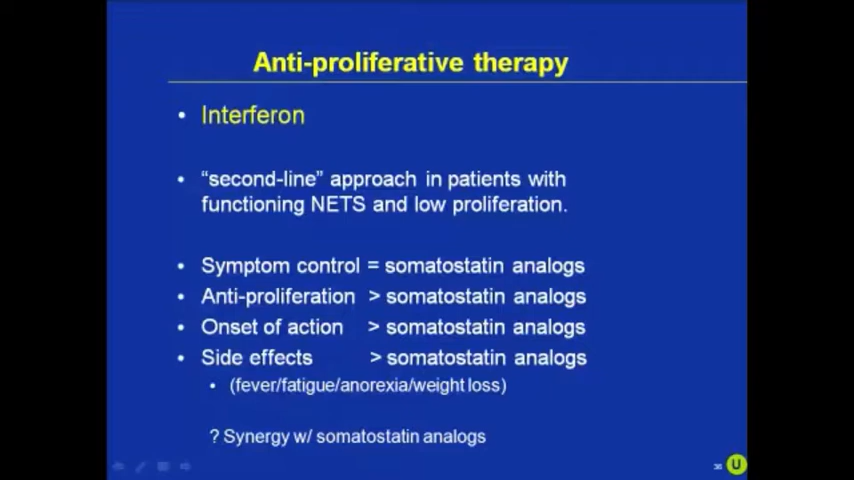 Anti-proliferative therapy
• Interferon
• “second-line” approach in patients with
functioning NETS and low proliferation.
• Symptom control = somatostatin analogs
• Anti-proliferation > somatostatin analogs
• Onset of action > somatostatin analogs
• Side effects > somatostatin analogs
• (fever/fatigue/anorexia/weight loss)
? Synergy w/ somatostatin analogs
U